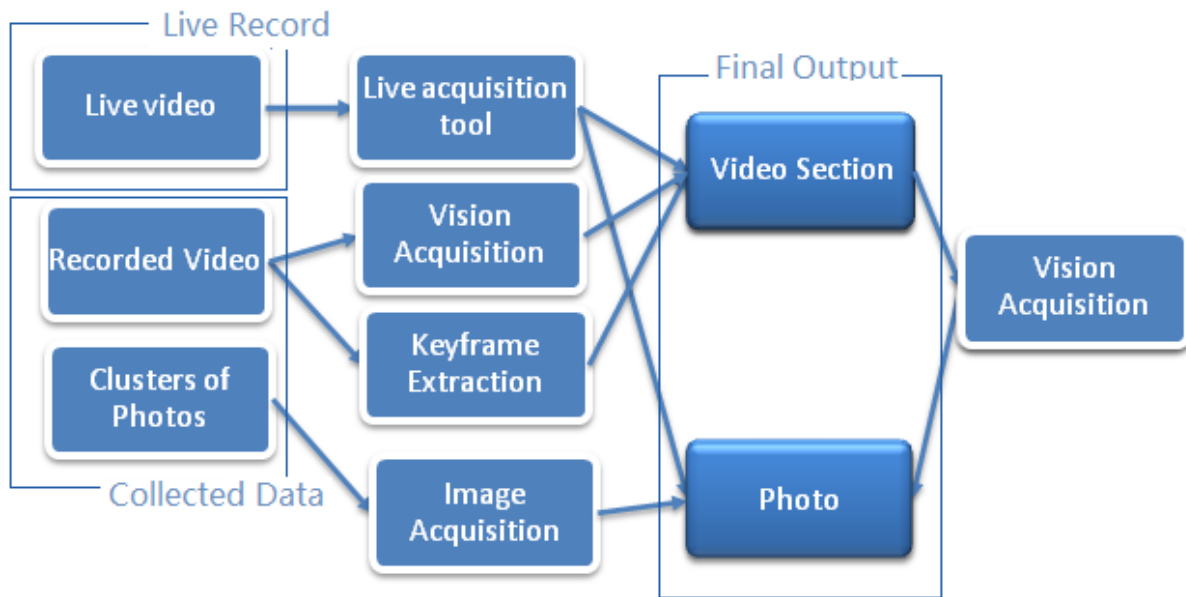 Live Record
Live video
Live acquisition
tool
Final Output
Video Section
Recorded Video
Vision
Acquisition
Vision
Acquisition
Clusters of
Photos
Keyframe
Extraction
Collected Data
Image
Acquisition
Photo